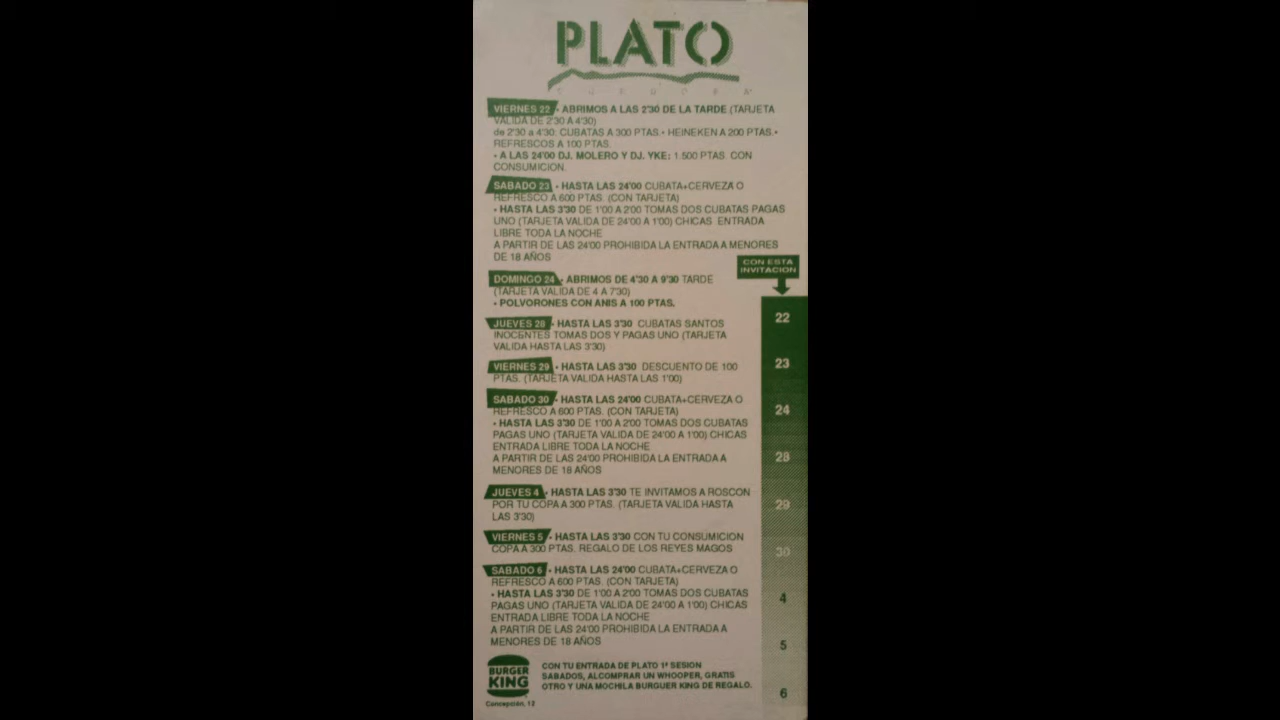 PLATO
CORDOBA
VIERNES 22 • ABRIMOS A LAS 2'30 DE LA TARDE (TARJETA
VALIDA DE 2'30 A 4'30)
de 2'30 a 4'30: CUBATAS A 300 PTAS.• HEINEKEN A 200 PTAS.•
REFRESCOS A 100 PTAS.
• A LAS 24'00 DJ. MOLERO Y DJ. YKE: 1.500 PTAS. CON
CONSUMICION.
SABADO 23 • HASTA LAS 24'00 CUBATA+CERVEZA O
REFRESCO A 600 PTAS. (CON TARJETA)
• HASTA LAS 3'30 DE 1'00 A 2'00 TOMAS DOS CUBATAS PAGAS
UNO (TARJETA VALIDA DE 24'00 A 1'00) CHICAS ENTRADA
LIBRE TODA LA NOCHE
A PARTIR DE LAS 24'00 PROHIBIDA LA ENTRADA A MENORES
DE 18 AÑOS
DOMINGO 24 • ABRIMOS DE 4'30 A 9'30 TARDE
(TARJETA VALIDA DE 4 A 7'30)
• POLVORONES CON ANIS A 100 PTAS.
JUEVES 28 • HASTA LAS 3'30 CUBATAS SANTOS
INOCENTES TOMAS DOS Y PAGAS UNO (TARJETA
VALIDA HASTA LAS 3'30)
VIERNES 29 • HASTA LAS 3'30 DESCUENTO DE 100
PTAS. (TARJETA VALIDA HASTA LAS 1'00)
SABADO 30 • HASTA LAS 24'00 CUBATA+CERVEZA O
REFRESCO A 600 PTAS. (CON TARJETA)
• HASTA LAS 3'30 DE 1'00 A 2'00 TOMAS DOS CUBATAS
PAGAS UNO (TARJETA VALIDA DE 24'00 A 1'00) CHICAS
ENTRADA LIBRE TODA LA NOCHE
A PARTIR DE LAS 24'00 PROHIBIDA LA ENTRADA A
MENORES DE 18 AÑOS
JUEVES 4 • HASTA LAS 3'30 TE INVITAMOS A ROSCON
POR TU COPA A 300 PTAS. (TARJETA VALIDA HASTA
LAS 3'30)
VIERNES 5 • HASTA LAS 3'30 CON TU CONSUMICION
COPA A 300 PTAS. REGALO DE LOS REYES MAGOS
SABADO 6 • HASTA LAS 24'00 CUBATA+CERVEZA O
REFRESCO A 600 PTAS. (CON TARJETA)
• HASTA LAS 3'30 DE 1'00 A 2'00 TOMAS DOS CUBATAS
PAGAS UNO (TARJETA VALIDA DE 24'00 A 1'00) CHICAS
ENTRADA LIBRE TODA LA NOCHE
A PARTIR DE LAS 24'00 PROHIBIDA LA ENTRADA A
MENORES DE 18 AÑOS
CON ESTA
INVITACION
22
23
24
28
29
30
4
5
6
BURGER
KING
Concepción, 12
CON TU ENTRADA DE PLATO 1ª SESION
SABADOS, ALCOMPRAR UN WHOOPER, GRATIS
OTRO Y UNA MOCHILA BURGUER KING DE REGALO.